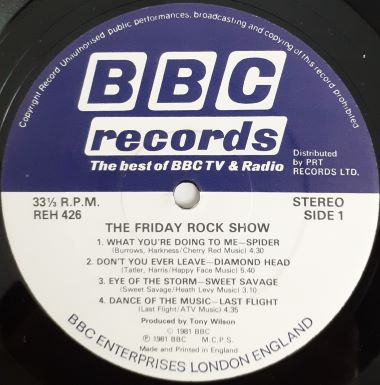 Copyright Record Unauthorised public performances, broadcasting and copying of this record prohibited
BBC
records
The best of BBC TV & Radio
Distributed
by PRT
RECORDS LTD.
33⅓ R.P.M.
REH 426
STEREO
SIDE 1
THE FRIDAY ROCK SHOW
1. WHAT YOU'RE DOING TO ME—SPIDER
(Burrows, Harkness/Cherry Red Music) 4.30
2. DON'T YOU EVER LEAVE—DIAMOND HEAD
(Tatler, Harris/Happy Face Music) 5.40
3. EYE OF THE STORM—SWEET SAVAGE
(Sweet Savage/Heath Levy Music) 3.10
4. DANCE OF THE MUSIC—LAST FLIGHT
(Last Flight/ATV Music) 4.35
Produced by Tony Wilson
© 1981 BBC
℗ 1981 BBC M.C.P.S.
Made and Printed in England
BBC ENTERPRISES LONDON ENGLAND